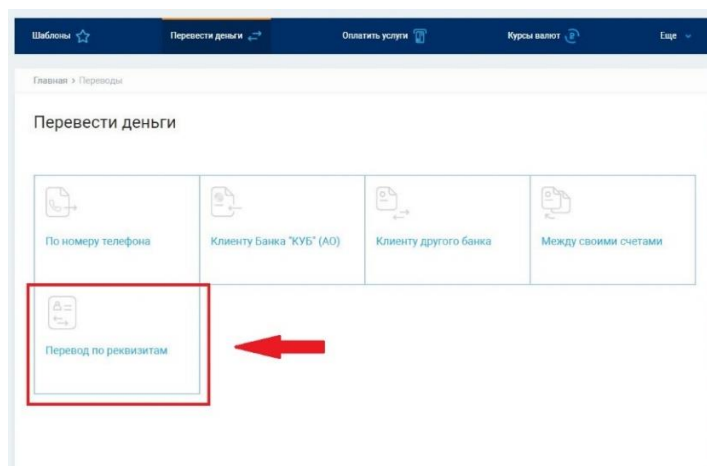 Шаблоны Перевести деньги Оплатить услуги Курсы валют Еще
Главная > Переводы
Перевести деньги
По номеру телефона Клиенту Банка "КУБ" (АО) Клиенту другого банка Между своими счетами
Перевод по реквизитам